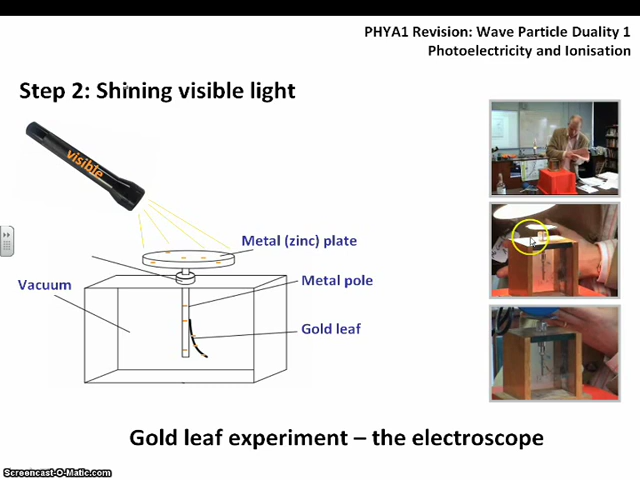 PHYA1 Revision: Wave Particle Duality 1
Photoelectricity and Ionisation
Step 2: Shining visible light
visible
Metal (zinc) plate
Vacuum
Metal pole
Gold leaf
Gold leaf experiment – the electroscope
Screencast-O-Matic.com